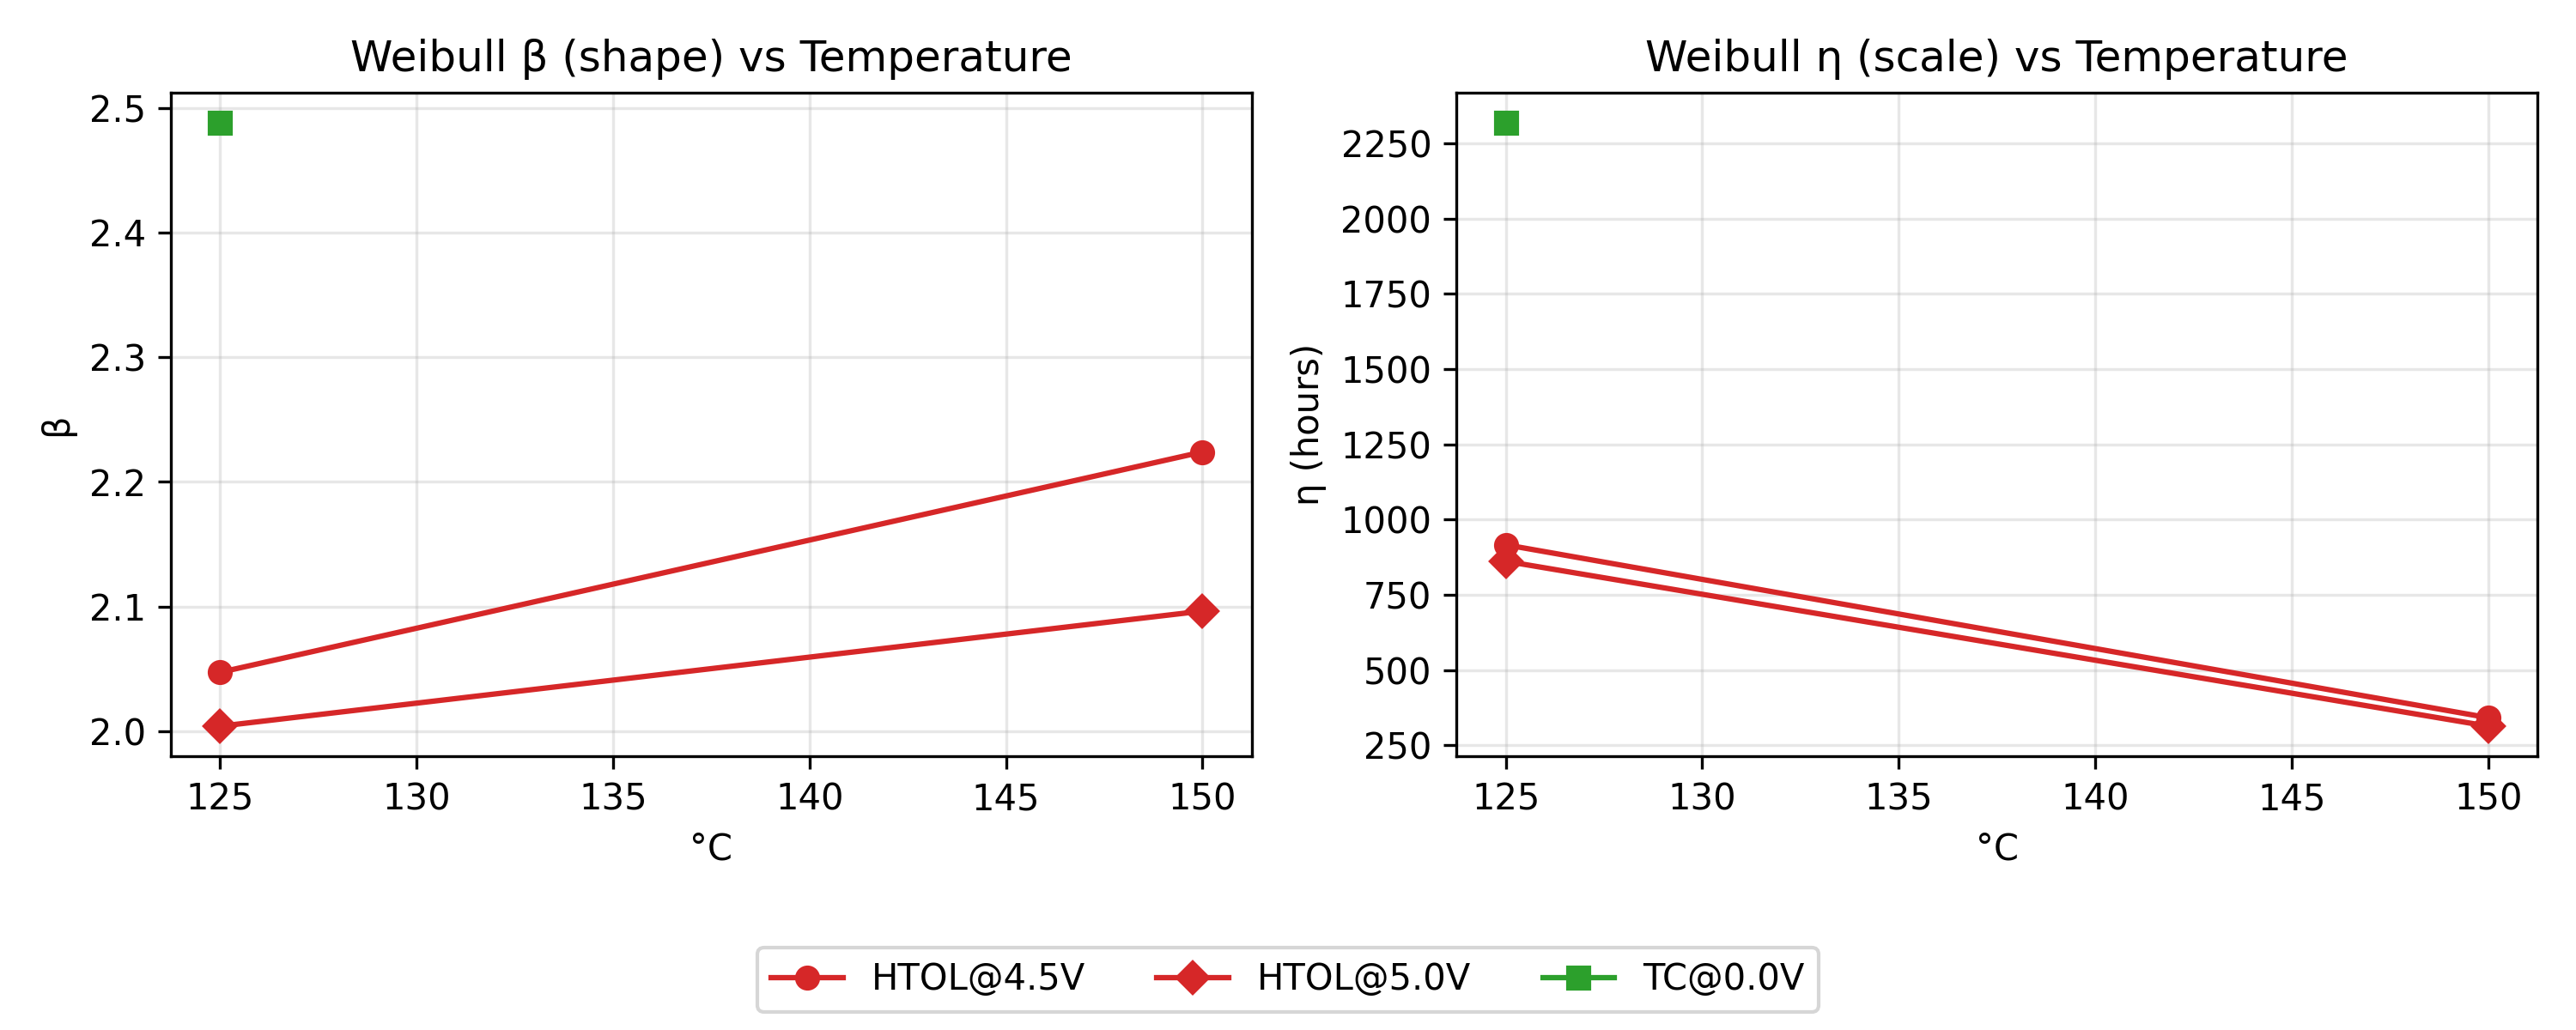 Weibull β (shape) vs Temperature
2.5
2.4
2.3
2.2
2.1
2.0
β
125 130 135 140 145 150
°C
Weibull η (scale) vs Temperature
2250
2000
1750
1500
1250
1000
750
500
250
η (hours)
125 130 135 140 145 150
°C
HTOL@4.5V HTOL@5.0V TC@0.0V